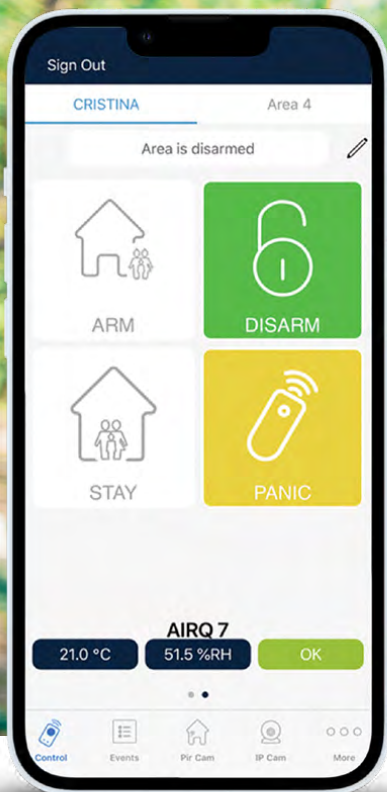 Sign Out
CRISTINA Area 4
Area is disarmed
ARM DISARM
STAY PANIC
AIRQ 7
21.0 °C 51.5 %RH OK
Control Events Pir Cam IP Cam More